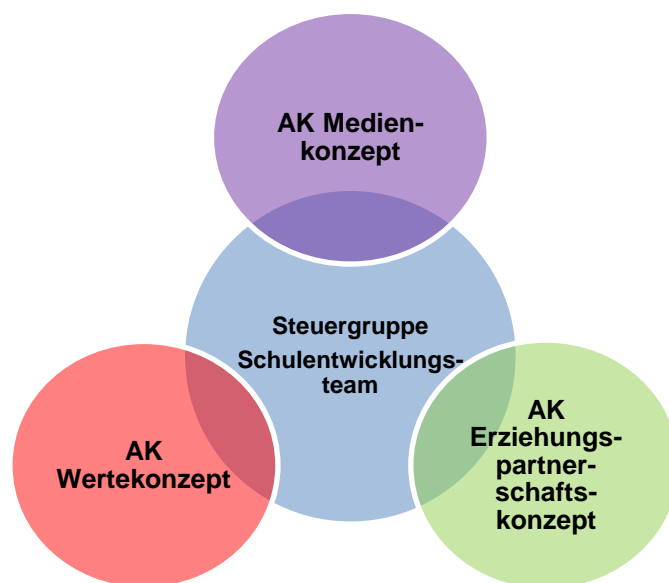 AK Medien-
konzept
Steuergruppe
Schulentwicklungs-
team
AK
Wertekonzept
AK
Erziehungs-
partner-
schafts-
konzept